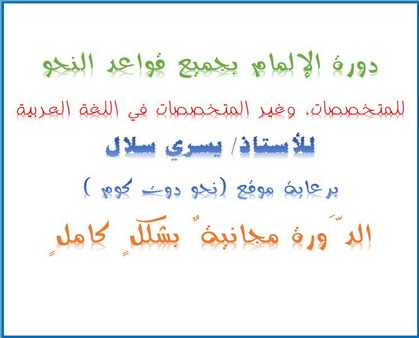 دورة الإلمام بجميع قواعد النحو
للمتخصصات، وغير المتخصصات في اللغة العربية
للأستاذ/ يسري سلال
برعاية موقع (نحو دوت كوم )
الد َّورة مجانية ٌ بشكلٍ كاملٍ